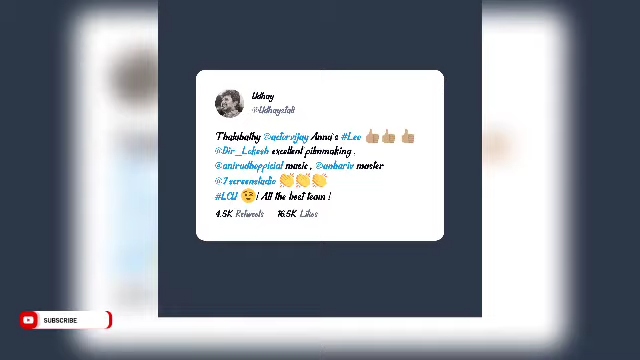 Udhay
@Udhaystali
Thalabathy @actorvijay Anna's #Leo 👍👍 👍
@Dir_Lokesh excellent filmmaking .
@anirudhofficial music , @anbariv master
@7screenstudio 👏👏👏
#LCU 😉! All the best team !
4.5K Retweets 16.5K Likes
SUBSCRIBE